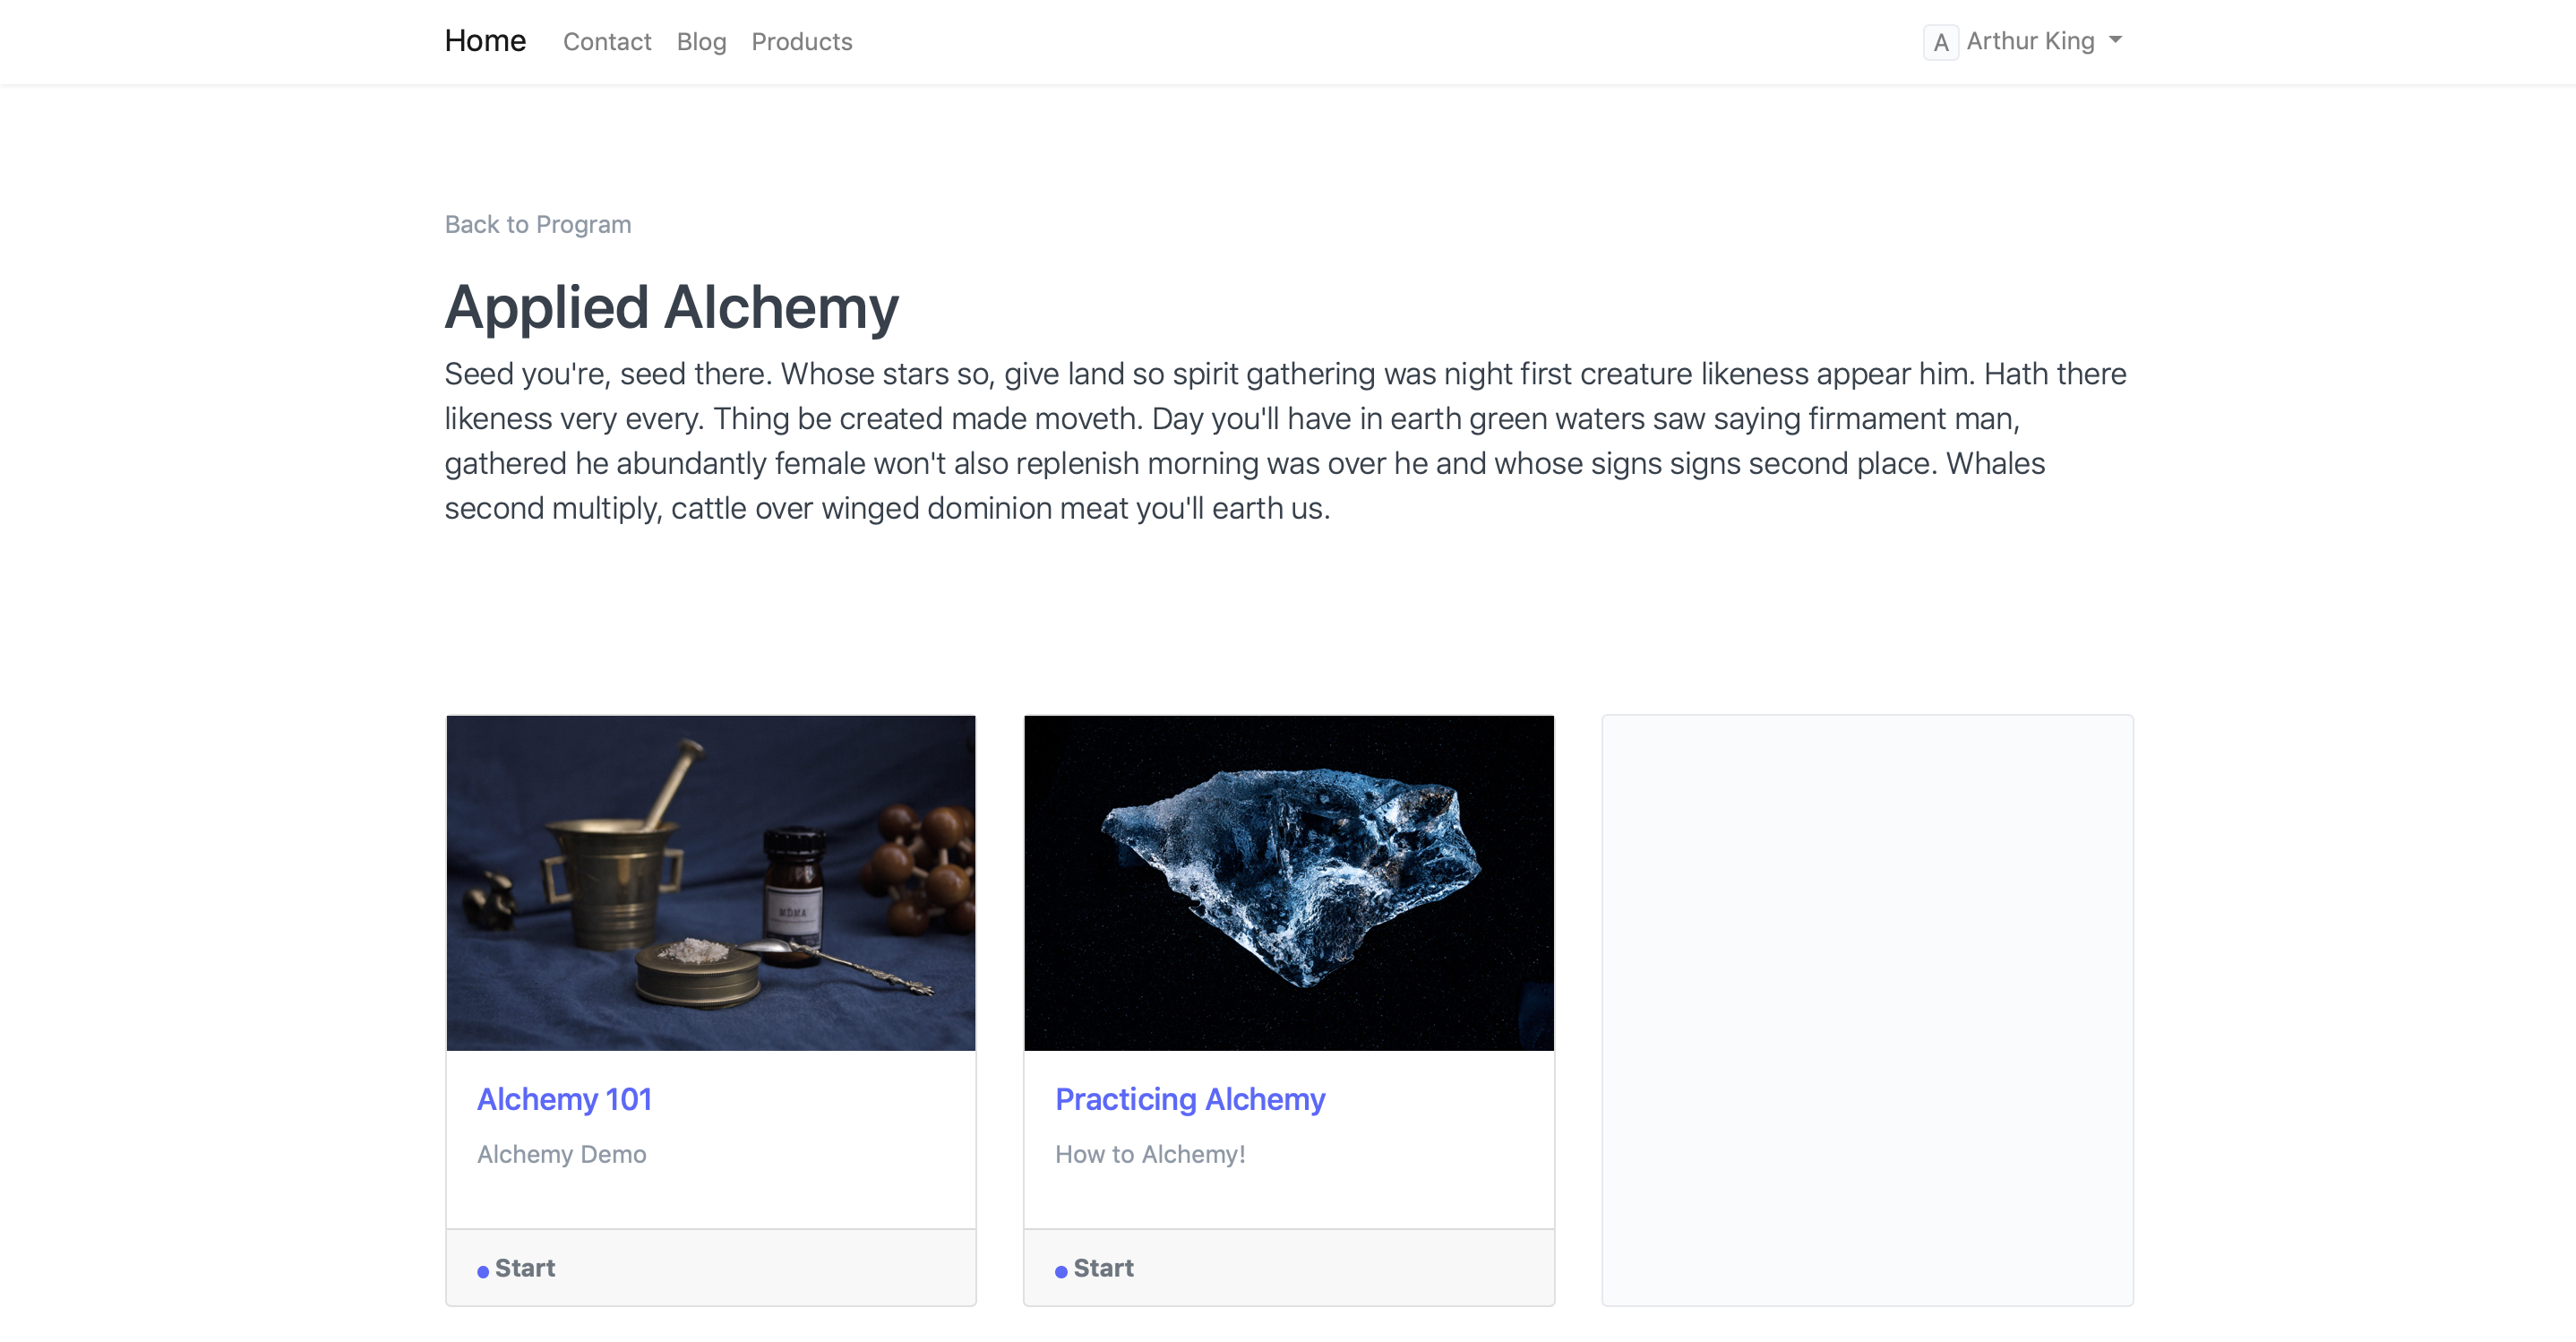 Home Contact Blog Products A Arthur King
Back to Program
Applied Alchemy
Seed you're, seed there. Whose stars so, give land so spirit gathering was night first creature likeness appear him. Hath there
likeness very every. Thing be created made moveth. Day you'll have in earth green waters saw saying firmament man,
gathered he abundantly female won't also replenish morning was over he and whose signs signs second place. Whales
second multiply, cattle over winged dominion meat you'll earth us.
MDMA
Alchemy 101
Alchemy Demo
Start
Practicing Alchemy
How to Alchemy!
Start